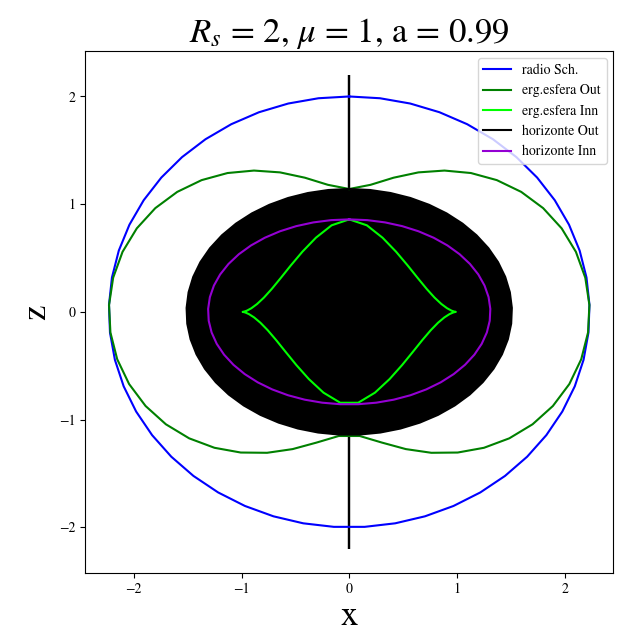 R_s = 2, μ = 1, a = 0.99
radio Sch.
erg.esfera Out
erg.esfera Inn
horizonte Out
horizonte Inn
2
1
0
−1
−2
z
−2 −1 0 1 2
x